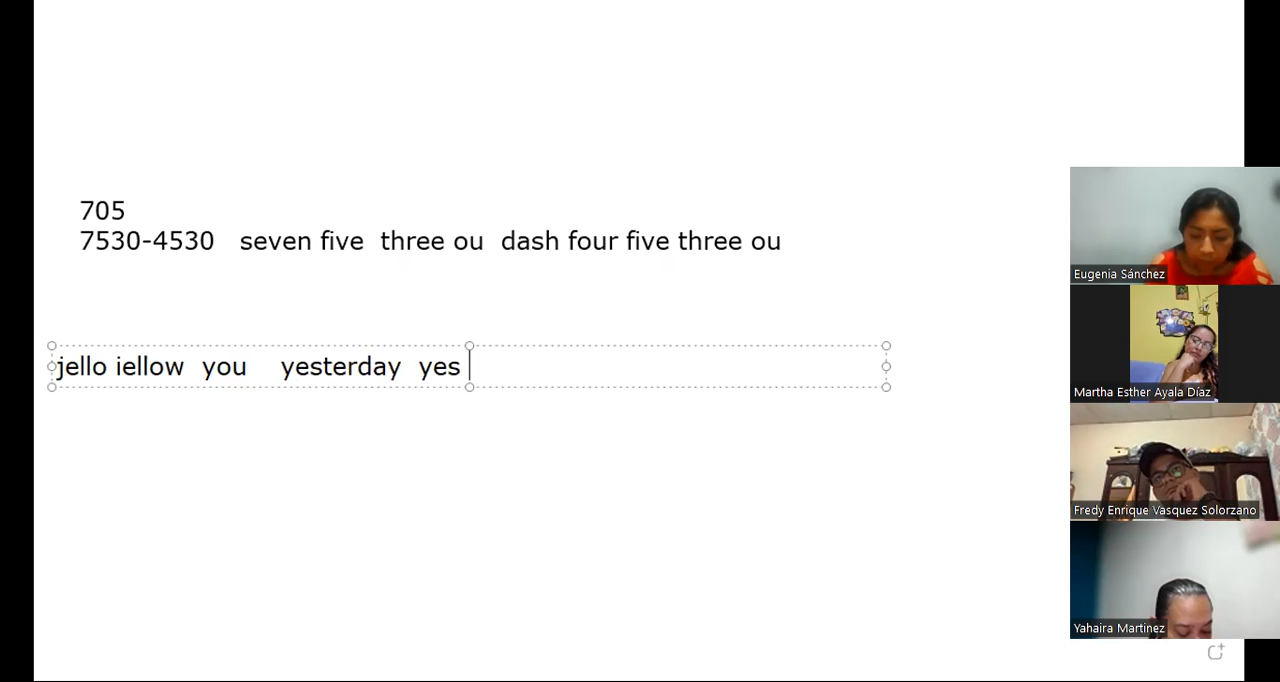 705
7530-4530 seven five three ou dash four five three ou
jello iellow you yesterday yes
Eugenia Sánchez
Martha Esther Ayala Díaz
Fredy Enrique Vasquez Solorzano
Yahaira Martinez